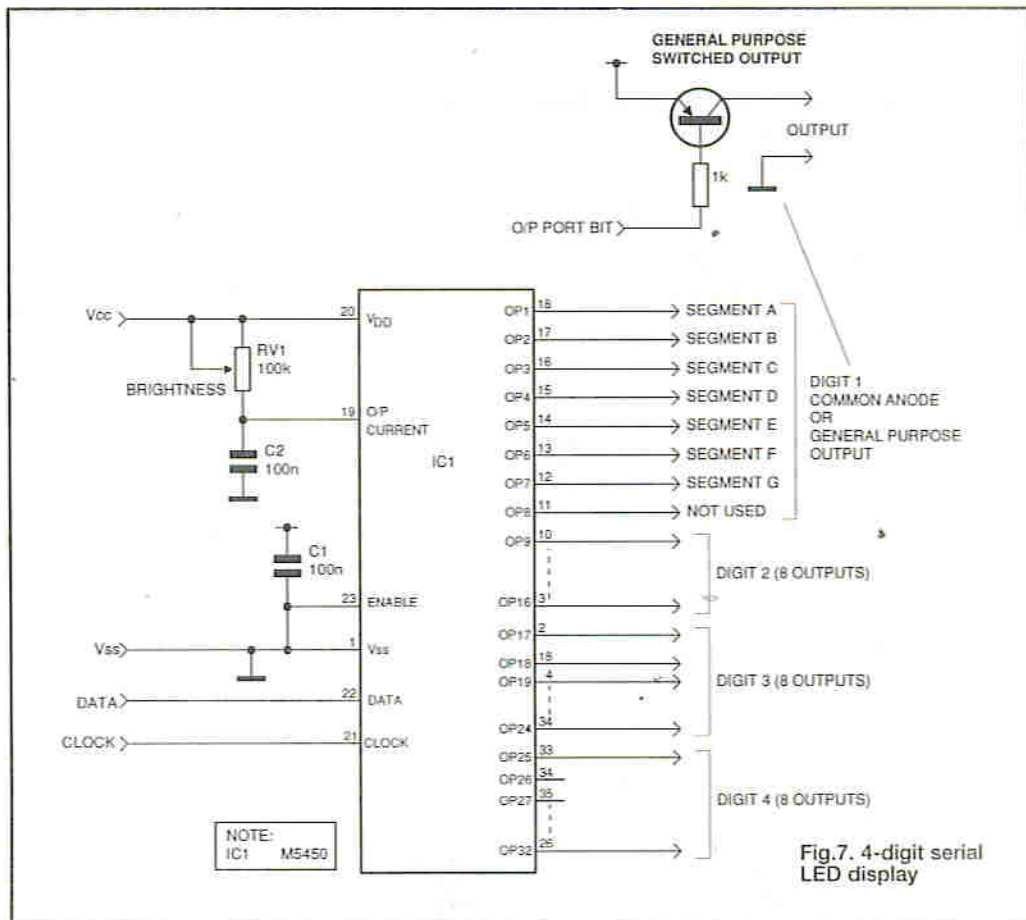 GENERAL PURPOSE
SWITCHED OUTPUT
OUTPUT
1k
O/P PORT BIT
Vcc
20
VDD
RV1
100k
BRIGHTNESS
19
O/P
CURRENT
C2
100n
C1
100n
23
ENABLE
Vss
1
Vss
DATA
22
DATA
CLOCK
21
CLOCK
IC1
OP1
18
SEGMENT A
OP2
17
SEGMENT B
OP3
16
SEGMENT C
OP4
15
SEGMENT D
OP5
14
SEGMENT E
OP6
13
SEGMENT F
OP7
12
SEGMENT G
OP8
11
NOT USED
DIGIT 1
COMMON ANODE
OR
GENERAL PURPOSE
OUTPUT
OP9
10
OP16
3
DIGIT 2 (8 OUTPUTS)
OP17
2
OP18
OP19
4
OP24
34
DIGIT 3 (8 OUTPUTS)
OP25
33
OP26
34
OP27
35
OP32
DIGIT 4 (8 OUTPUTS)
NOTE:
IC1 M5450
Fig.7. 4-digit serial
LED display